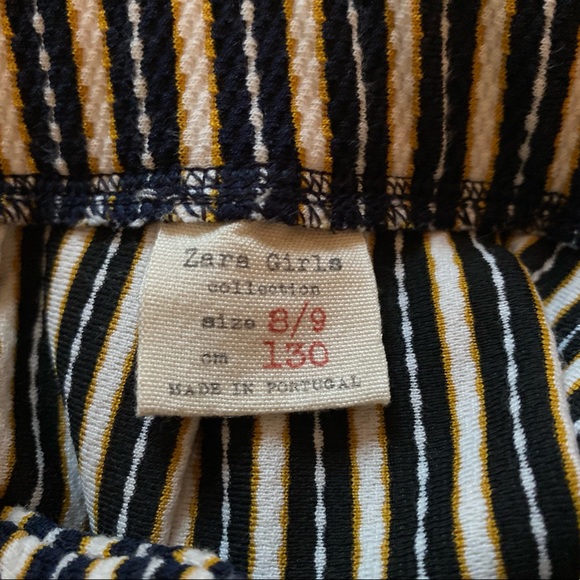 Zara Girls
collection
size 8/9
cm 130
MADE IN PORTUGAL